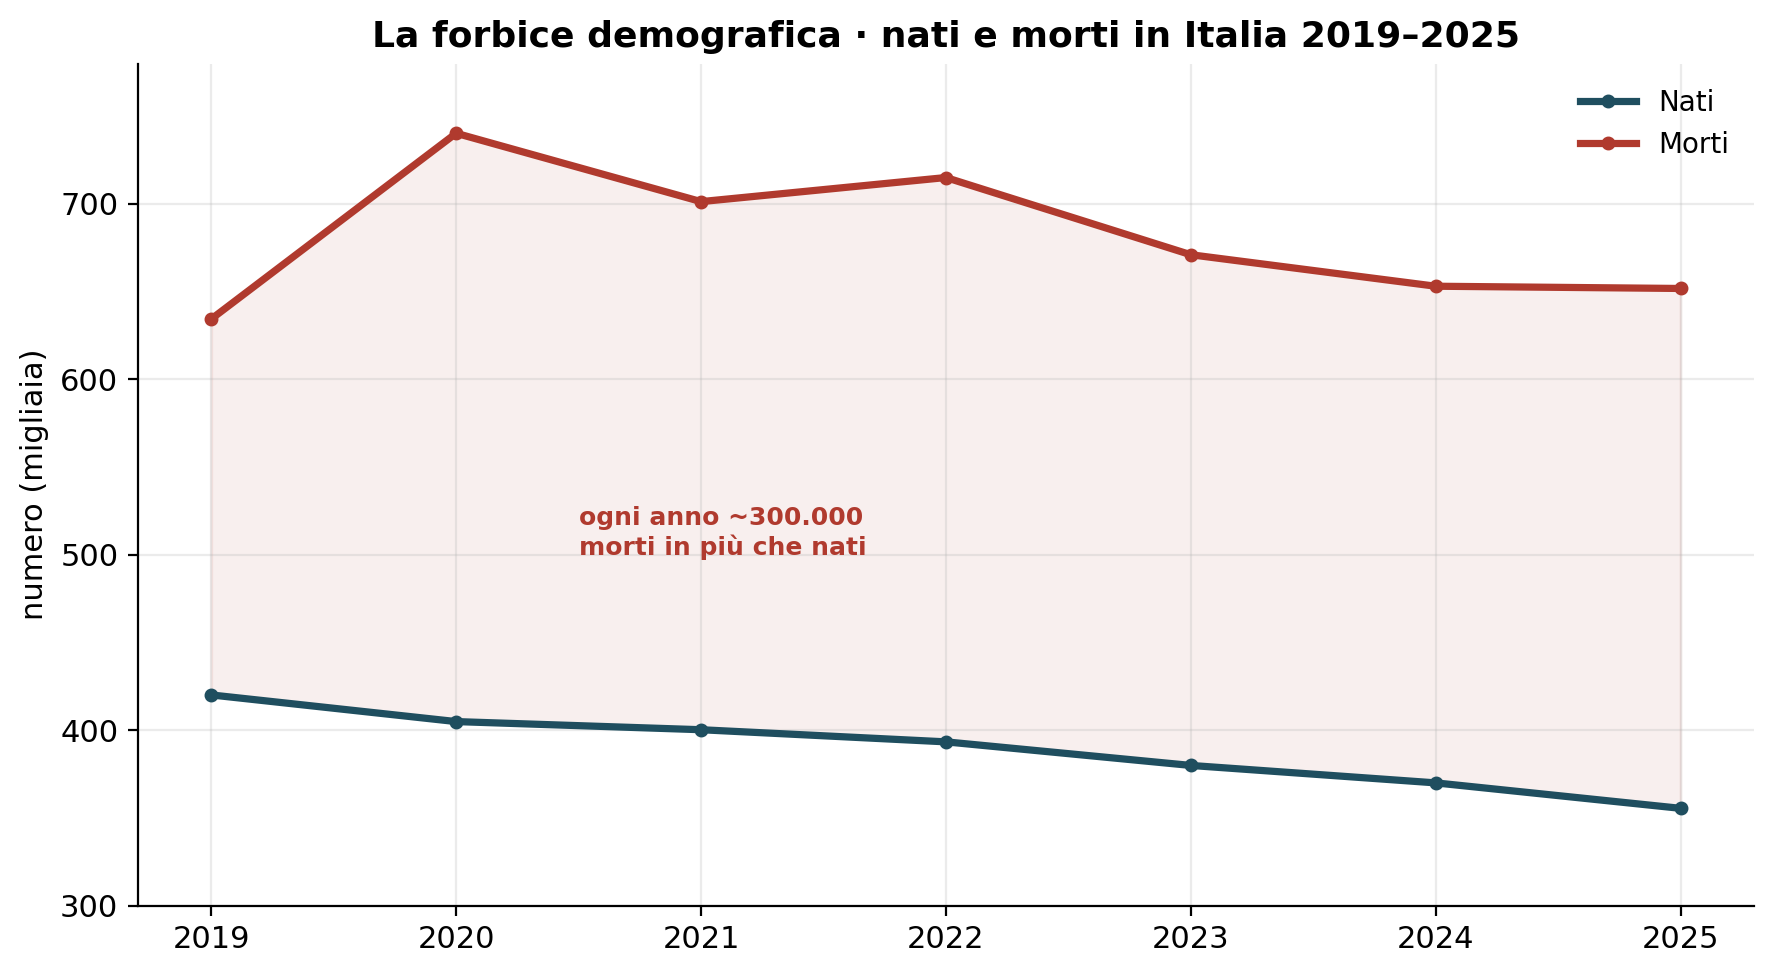 La forbice demografica · nati e morti in Italia 2019–2025
Nati
Morti
numero (migliaia)
700
600
500
400
300
ogni anno ~300.000
morti in più che nati
2019 2020 2021 2022 2023 2024 2025